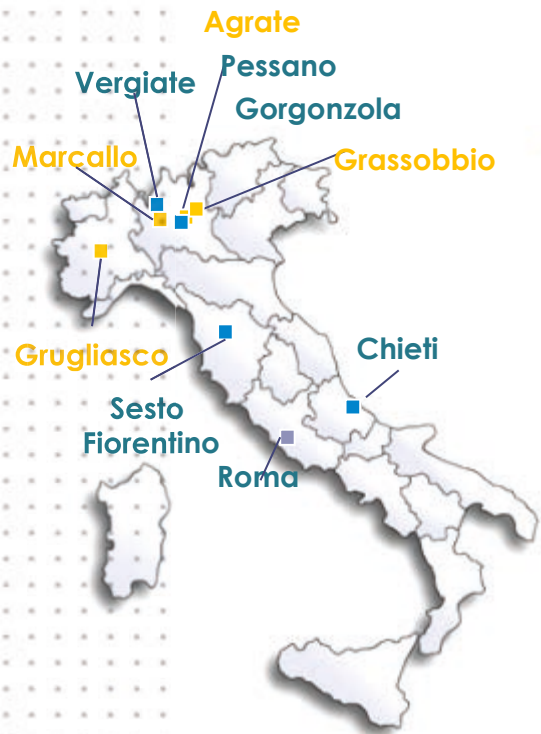 Agrate
Pessano
Vergiate
Gorgonzola
Marcallo
Grassobbio
Grugliasco
Chieti
Sesto
Fiorentino
Roma